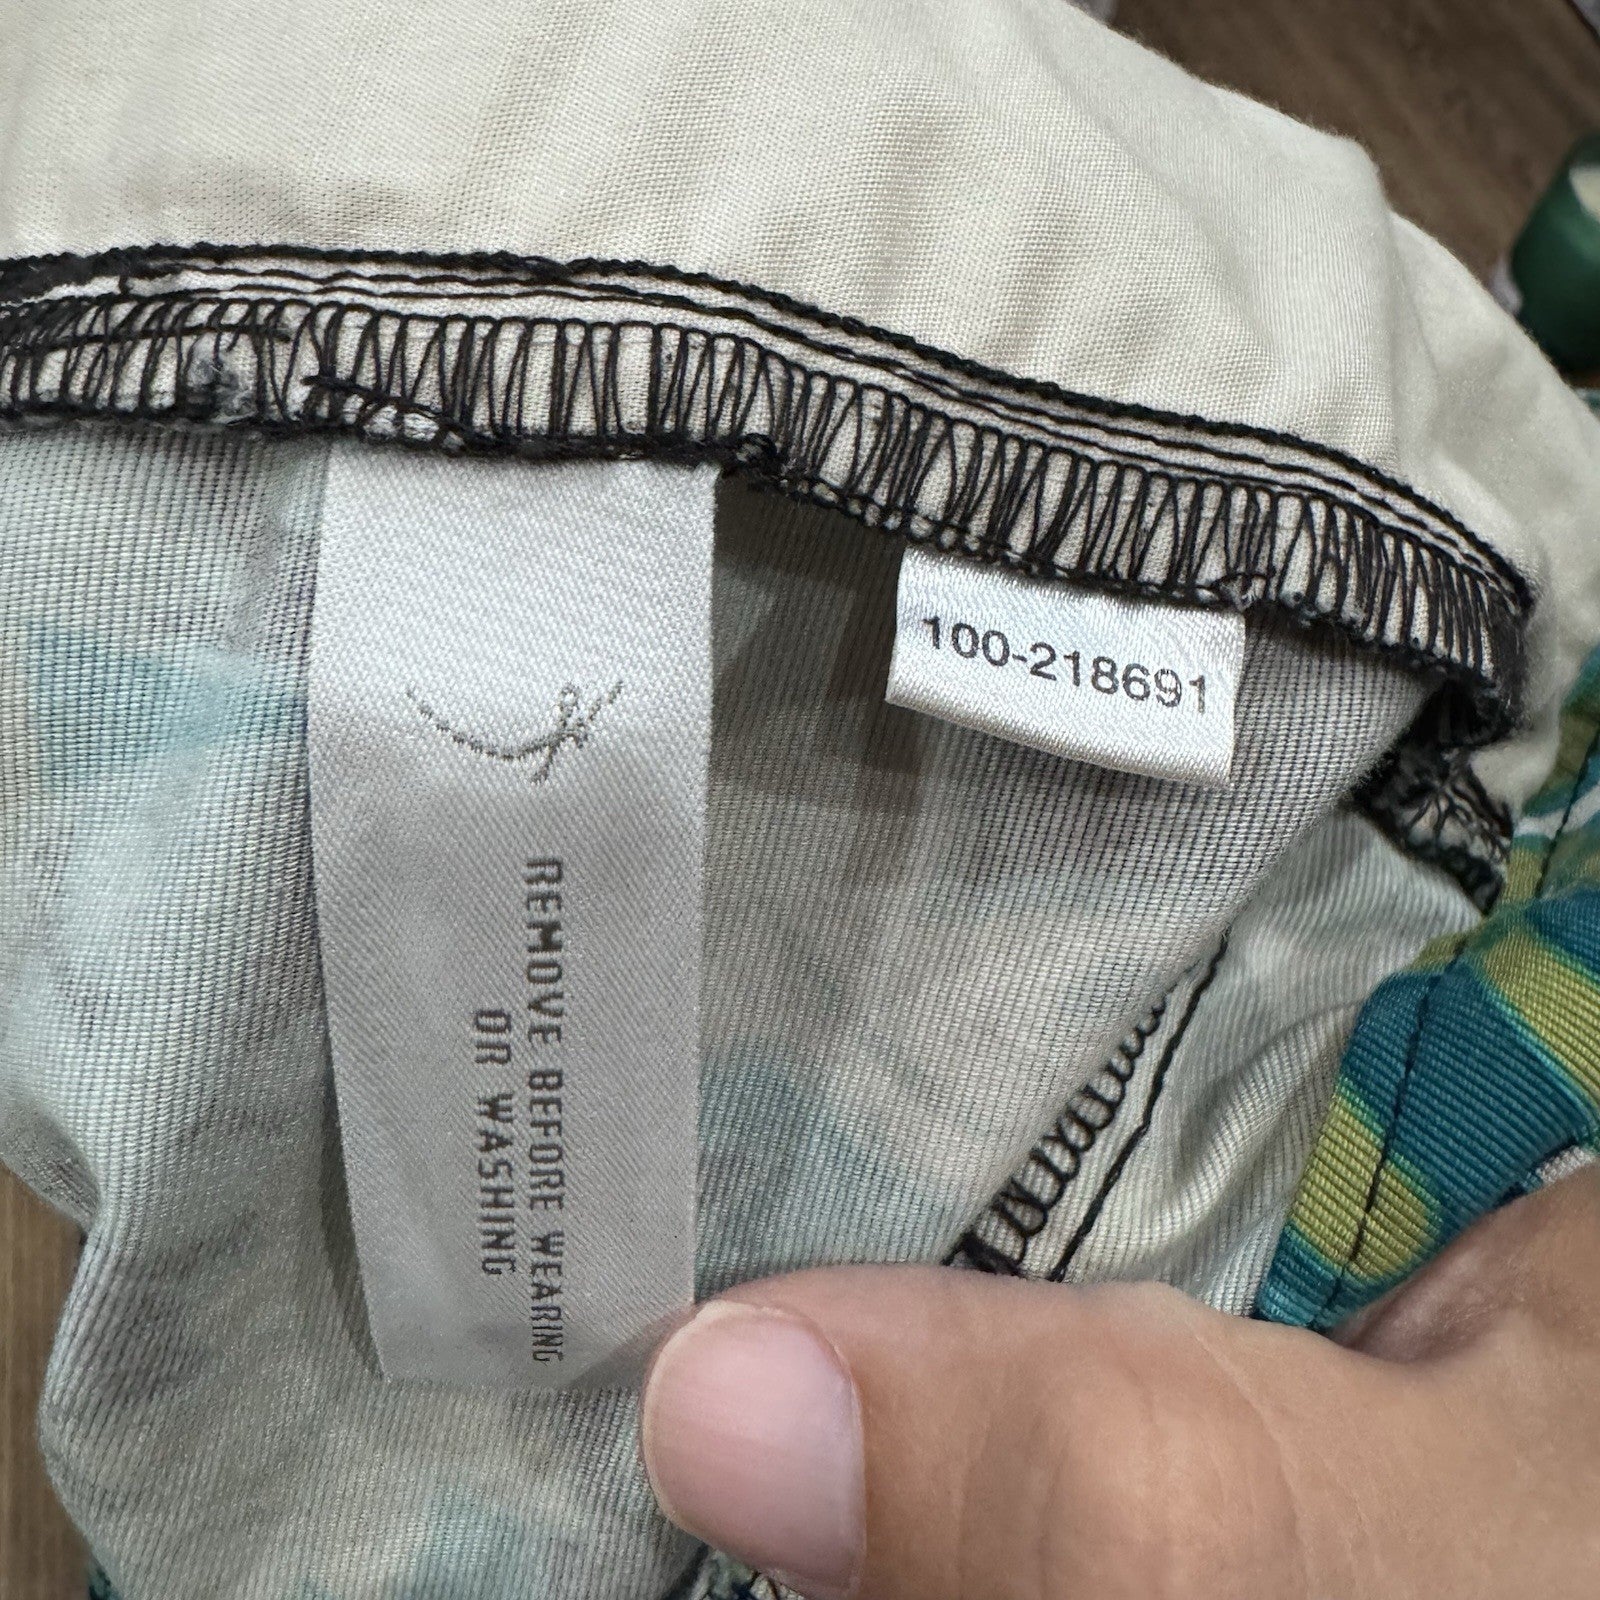 100-218691
REMOVE BEFORE WEARING
OR WASHING